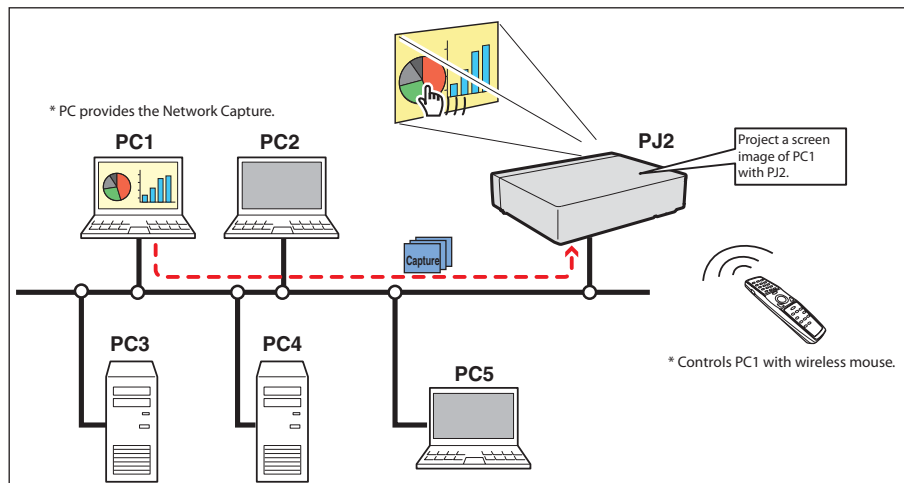 * PC provides the Network Capture.
PC1
PC2
PJ2
Project a screen
image of PC1
with PJ2.
Capture
PC3
PC4
PC5
* Controls PC1 with wireless mouse.